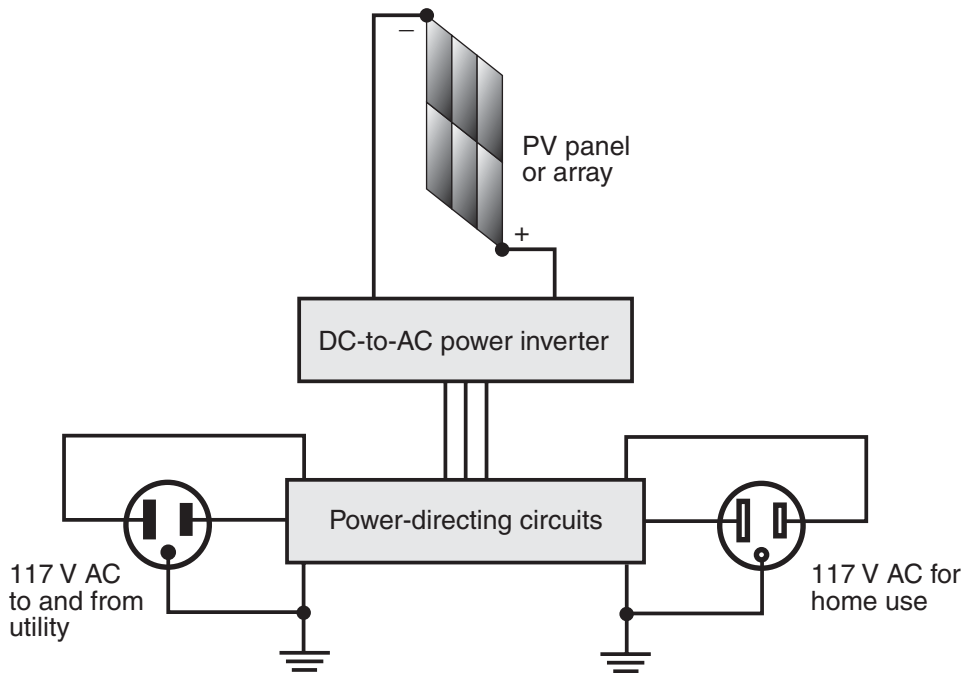 –
PV panel
or array
+
DC-to-AC power inverter
Power-directing circuits
117 V AC
to and from
utility
117 V AC for
home use